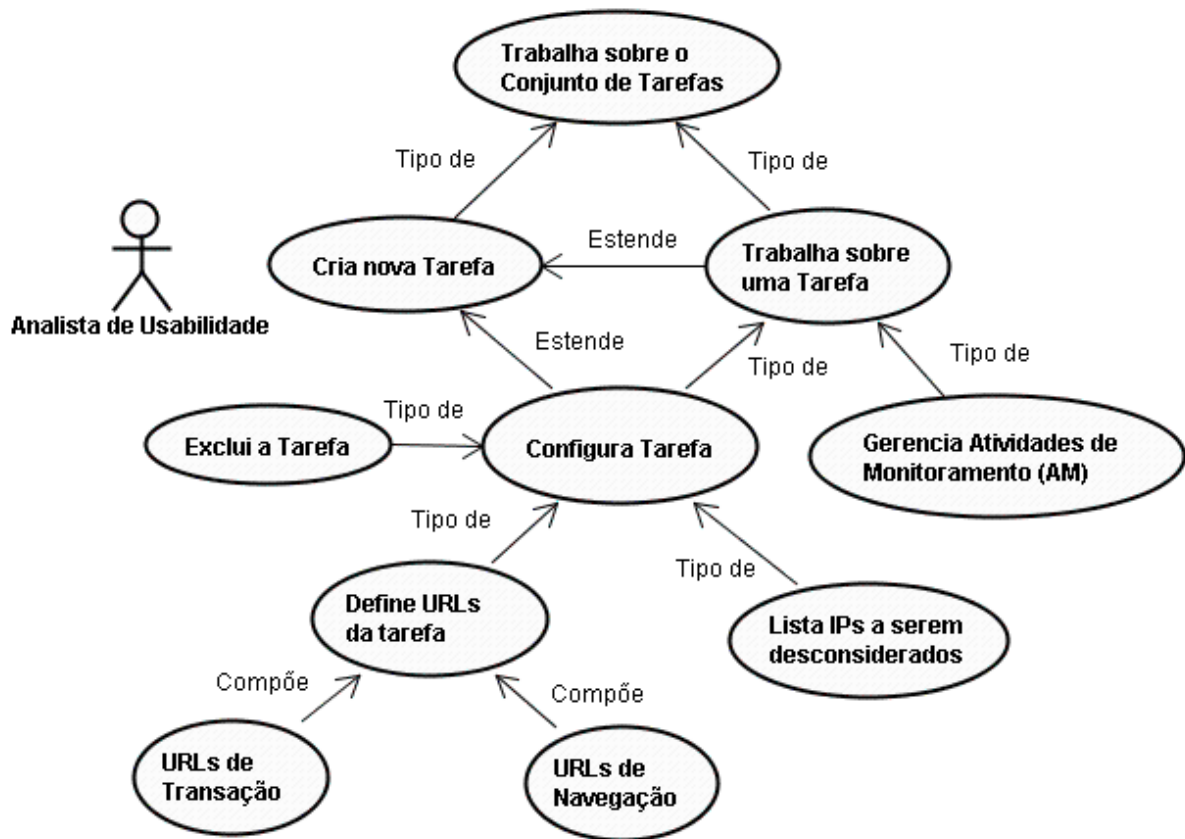 Trabalha sobre o
Conjunto de Tarefas
Tipo de
Tipo de
Cria nova Tarefa
Estende
Trabalha sobre
uma Tarefa
Analista de Usabilidade
Estende
Tipo de
Tipo de
Exclui a Tarefa
Tipo de
Configura Tarefa
Gerencia Atividades de
Monitoramento (AM)
Tipo de
Tipo de
Define URLs
da tarefa
Lista IPs a serem
desconsiderados
Compõe
Compõe
URLs de
Transação
URLs de
Navegação